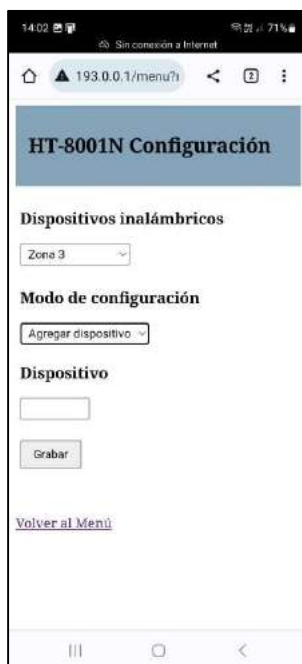 14:02
71%
Sin conexión a Internet
193.0.0.1/menu?
2
HT-8001N Configuración
Dispositivos inalámbricos
Zona 3
Modo de configuración
Agregar dispositivo
Dispositivo
Grabar
Volver al Menú